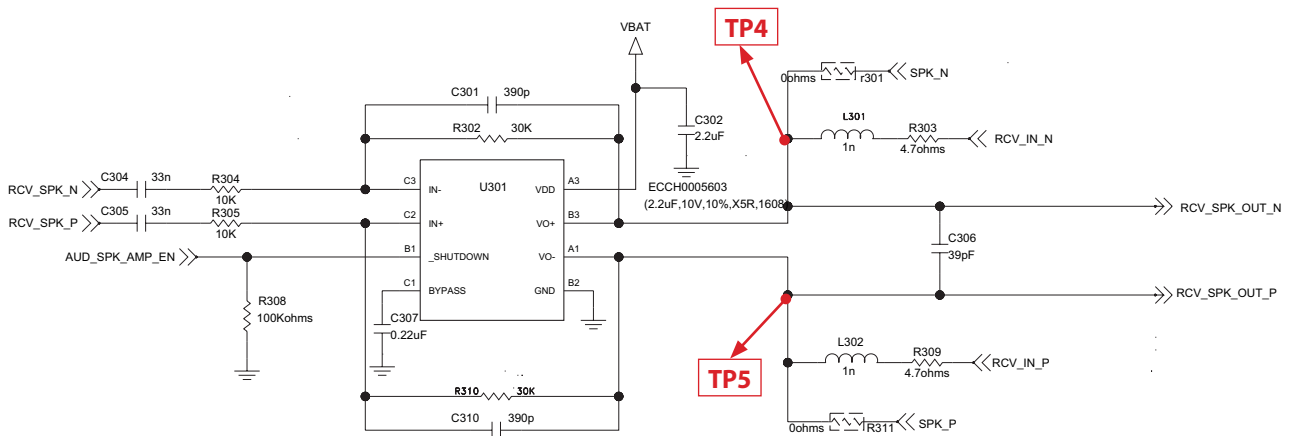 VBAT
TP4
0ohms r301 SPK_N
C301 390p
L301
1n
R303
4.7ohms
RCV_IN_N
R302 30K
C302
2.2uF
ECCH0005603
(2.2uF,10V,10%,X5R,1608)
RCV_SPK_N
C304 33n
R304
10K
RCV_SPK_P
C305 33n
R305
10K
AUD_SPK_AMP_EN
R308
100Kohms
U301
C3 IN-
C2 IN+
B1 _SHUTDOWN
C1 BYPASS
VDD A3
VO+ B3
VO- A1
GND B2
C307
0.22uF
RCV_SPK_OUT_N
C306
39pF
RCV_SPK_OUT_P
TP5
L302
1n
R309
4.7ohms
RCV_IN_P
R310 30K
C310 390p
0ohms R311 SPK_P